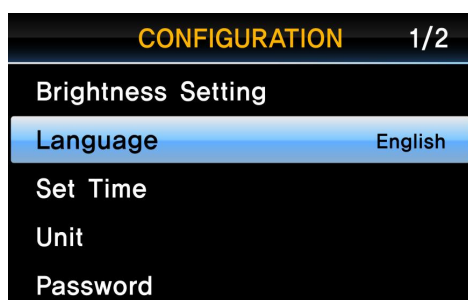 CONFIGURATION 1/2
Brightness Setting
Language English
Set Time
Unit
Password